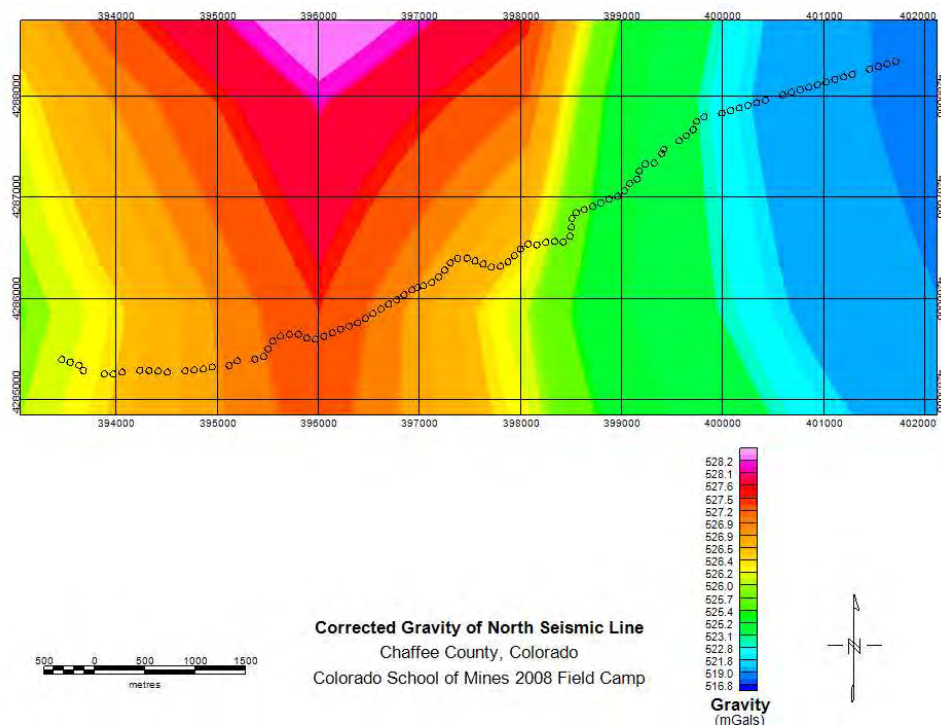 394000 395000 396000 397000 398000 399000 400000 401000 402000
4288000
4287000
4286000
4285000
394000 395000 396000 397000 398000 399000 400000 401000 402000
528.2
528.1
527.6
527.5
527.2
526.9
526.9
526.5
526.4
526.2
526.0
525.7
525.4
525.2
523.1
522.8
521.8
519.0
516.8
Gravity
(mGals)
Corrected Gravity of North Seismic Line
Chaffee County, Colorado
Colorado School of Mines 2008 Field Camp
500 0 500 1000 1500
metres